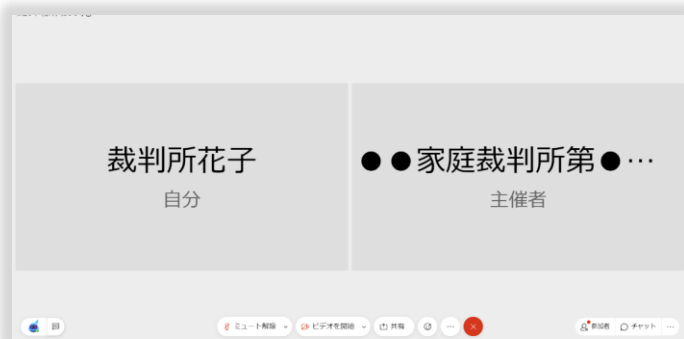 裁判所花子
自分
●●家庭裁判所第●…
主催者
ミュート解除
ビデオを開始
共有
参加者
チャット